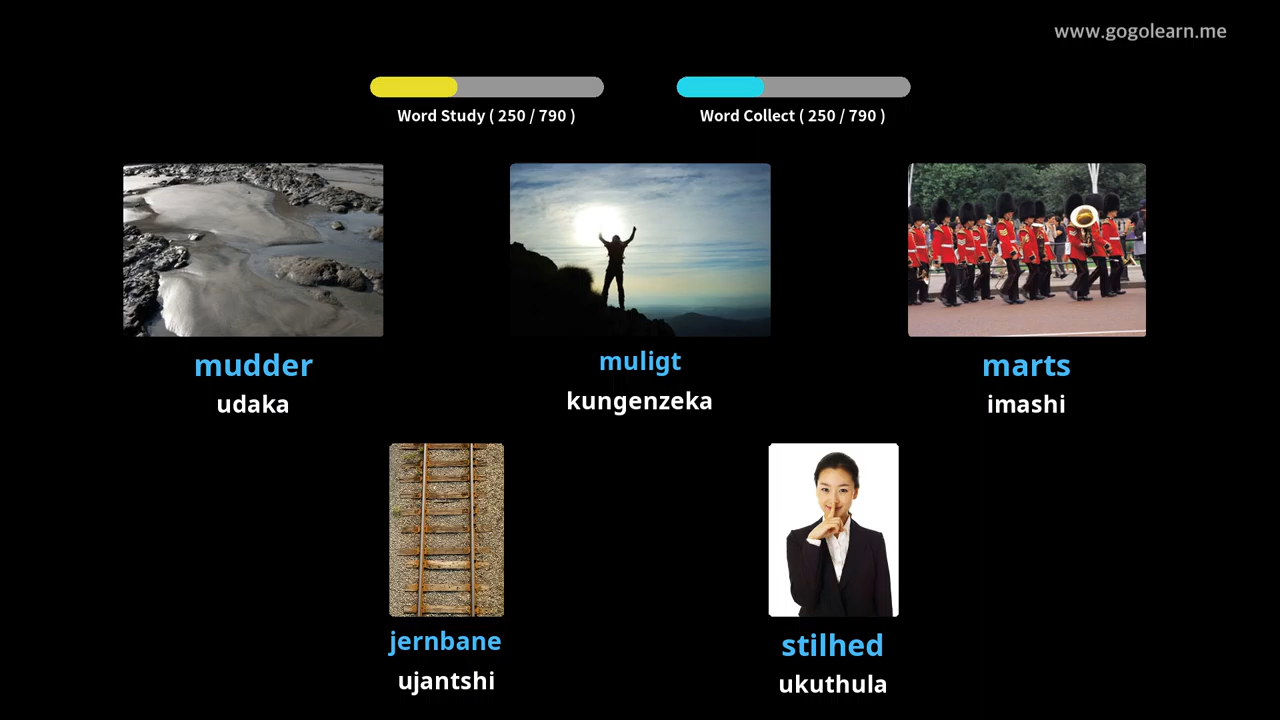 www.gogolearn.me
Word Study ( 250 / 790 )
Word Collect ( 250 / 790 )
mudder
udaka
muligt
kungenzeka
marts
imashi
jernbane
ujantshi
stilhed
ukuthula